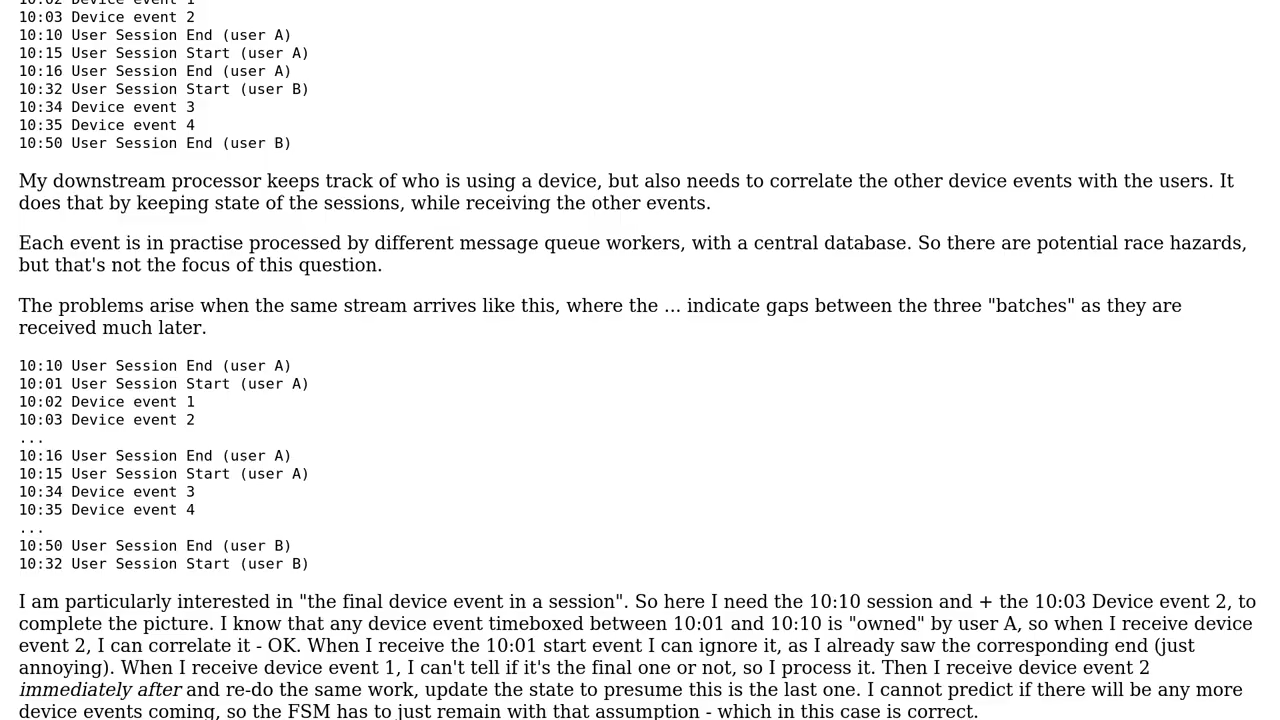 10:02 Device event 1
10:03 Device event 2
10:10 User Session End (user A)
10:15 User Session Start (user A)
10:16 User Session End (user A)
10:32 User Session Start (user B)
10:34 Device event 3
10:35 Device event 4
10:50 User Session End (user B)
My downstream processor keeps track of who is using a device, but also needs to correlate the other device events with the users. It
does that by keeping state of the sessions, while receiving the other events.
Each event is in practise processed by different message queue workers, with a central database. So there are potential race hazards,
but that's not the focus of this question.
The problems arise when the same stream arrives like this, where the ... indicate gaps between the three "batches" as they are
received much later.
10:10 User Session End (user A)
10:01 User Session Start (user A)
10:02 Device event 1
10:03 Device event 2
...
10:16 User Session End (user A)
10:15 User Session Start (user A)
10:34 Device event 3
10:35 Device event 4
...
10:50 User Session End (user B)
10:32 User Session Start (user B)
I am particularly interested in "the final device event in a session". So here I need the 10:10 session and + the 10:03 Device event 2, to
complete the picture. I know that any device event timeboxed between 10:01 and 10:10 is "owned" by user A, so when I receive device
event 2, I can correlate it - OK. When I receive the 10:01 start event I can ignore it, as I already saw the corresponding end (just
annoying). When I receive device event 1, I can't tell if it's the final one or not, so I process it. Then I receive device event 2
immediately after and re-do the same work, update the state to presume this is the last one. I cannot predict if there will be any more
device events coming, so the FSM has to just remain with that assumption - which in this case is correct.